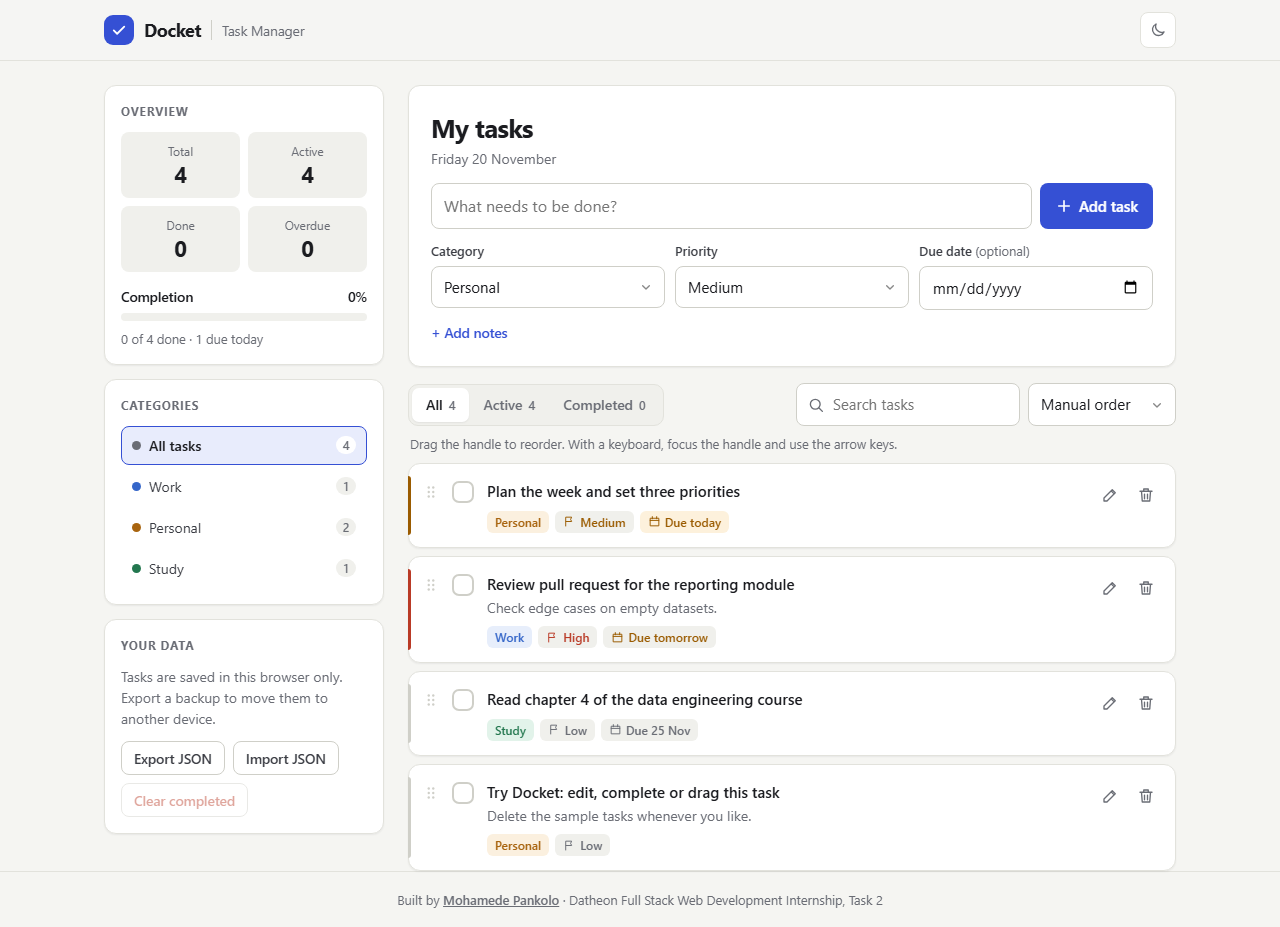 Docket
Task Manager
OVERVIEW
Total
4
Active
4
Done
0
Overdue
0
Completion 0%
0 of 4 done · 1 due today
CATEGORIES
All tasks 4
Work 1
Personal 2
Study 1
YOUR DATA
Tasks are saved in this browser only.
Export a backup to move them to
another device.
Export JSON
Import JSON
Clear completed
My tasks
Friday 20 November
What needs to be done?
+ Add task
Category
Personal
Priority
Medium
Due date (optional)
mm/dd/yyyy
+ Add notes
All 4
Active 4
Completed 0
Search tasks
Manual order
Drag the handle to reorder. With a keyboard, focus the handle and use the arrow keys.
Plan the week and set three priorities
Personal Medium Due today
Review pull request for the reporting module
Check edge cases on empty datasets.
Work High Due tomorrow
Read chapter 4 of the data engineering course
Study Low Due 25 Nov
Try Docket: edit, complete or drag this task
Delete the sample tasks whenever you like.
Personal Low
Built by Mohamede Pankolo · Datheon Full Stack Web Development Internship, Task 2